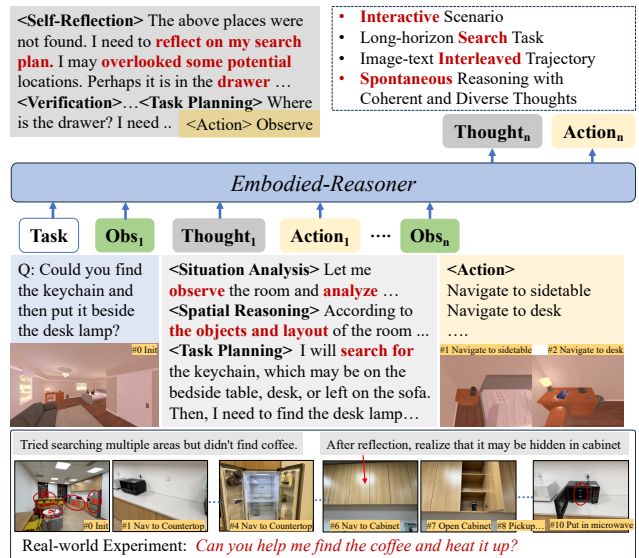 <Self-Reflection> The above places were
not found. I need to reflect on my search
plan. I may overlooked some potential
locations. Perhaps it is in the drawer …
<Verification>…<Task Planning> Where
is the drawer? I need ..
<Action> Observe
• Interactive Scenario
• Long-horizon Search Task
• Image-text Interleaved Trajectory
• Spontaneous Reasoning with
Coherent and Diverse Thoughts
Thoughtn
Actionn
Embodied-Reasoner
Task
Obs1
Thought1
Action1
....
Obsn
Q: Could you find
the keychain and
then put it beside
the desk lamp?
#0 Init
<Situation Analysis> Let me
observe the room and analyze …
<Spatial Reasoning> According to
the objects and layout of the room ...
<Task Planning> I will search for
the keychain, which may be on the
bedside table, desk, or left on the sofa.
Then, I need to find the desk lamp…
<Action>
Navigate to sidetable
Navigate to desk
....
#1 Navigate to sidetable
#2 Navigate to desk
Tried searching multiple areas but didn't find coffee.
After reflection, realize that it may be hidden in cabinet
#0 Init
#1 Nav to Countertop
#4 Nav to Countertop
#6 Nav to Cabinet
#7 Open Cabinet
#8 Pickup…
#10 Put in microwave
Real-world Experiment: Can you help me find the coffee and heat it up?